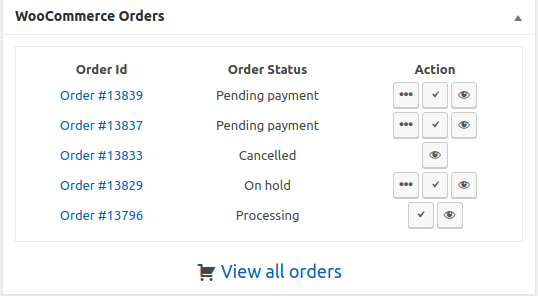 WooCommerce Orders
Order Id Order Status Action
Order #13839 Pending payment
Order #13837 Pending payment
Order #13833 Cancelled
Order #13829 On hold
Order #13796 Processing
View all orders